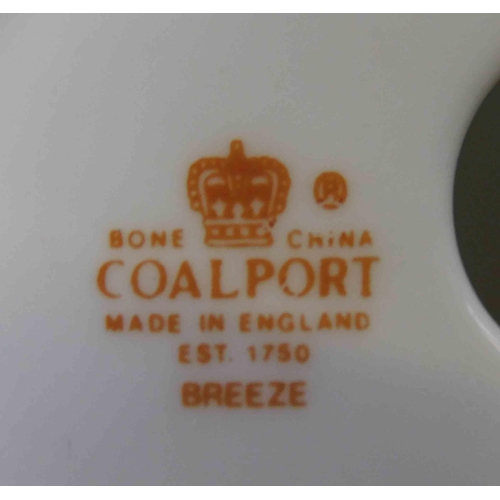 ®
BONE CHINA
COALPORT
MADE IN ENGLAND
EST. 1750
BREEZE